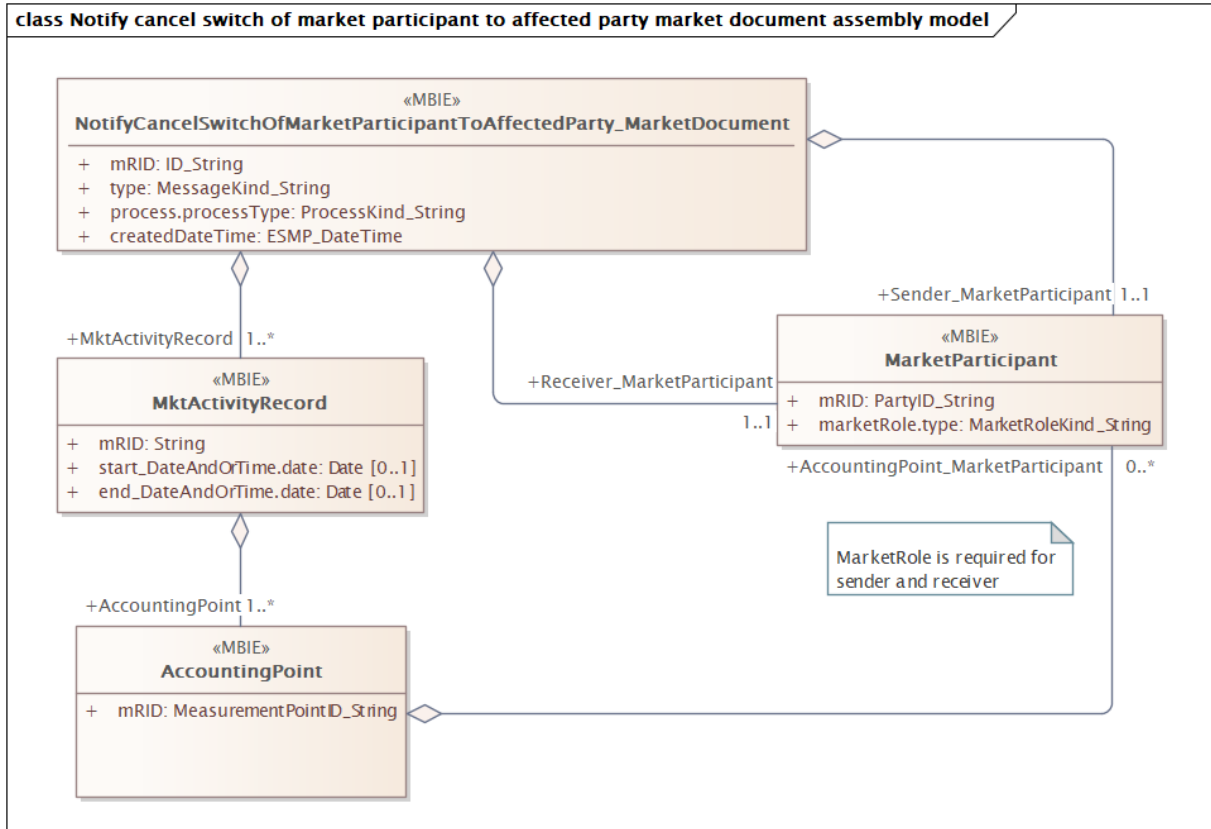 class Notify cancel switch of market participant to affected party market document assembly model
«MBIE»
NotifyCancelSwitchOfMarketParticipantToAffectedParty_MarketDocument
+ mRID: ID_String
+ type: MessageKind_String
+ process.processType: ProcessKind_String
+ createdDateTime: ESMP_DateTime
+Sender_MarketParticipant 1..1
+MktActivityRecord 1..*
«MBIE»
MarketParticipant
+ mRID: PartyID_String
+ marketRole.type: MarketRoleKind_String
+Receiver_MarketParticipant
1..1
«MBIE»
MktActivityRecord
+ mRID: String
+ start_DateAndOrTime.date: Date [0..1]
+ end_DateAndOrTime.date: Date [0..1]
+AccountingPoint_MarketParticipant 0..*
MarketRole is required for
sender and receiver
+AccountingPoint 1..*
«MBIE»
AccountingPoint
+ mRID: MeasurementPointID_String